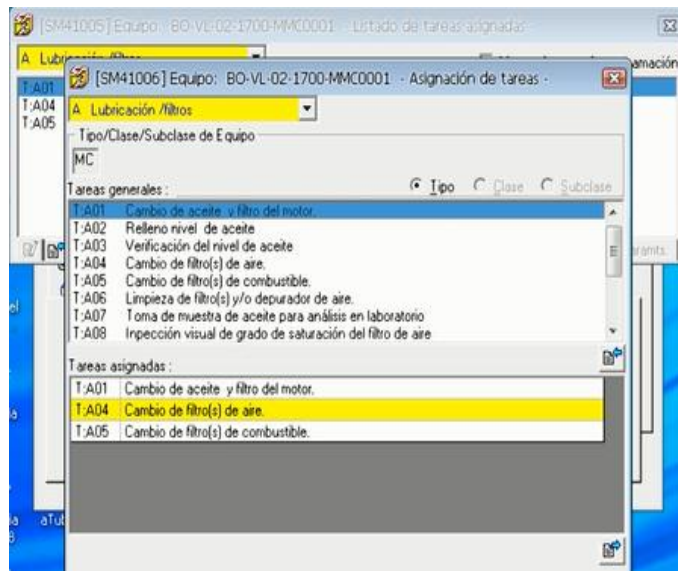 [SM41005] Equipo: BO-VL-02-1700-MMC0001 - Listado de tareas asignadas
A Lubricación /filtros
T:A01
T:A04
T:A05
[SM41006] Equipo: BO-VL-02-1700-MMC0001 - Asignación de tareas -
A Lubricación /filtros
Tipo/Clase/Subclase de Equipo
MC
Tareas generales :
Tipo Clase Subclase
T:A01 Cambio de aceite y filtro del motor.
T:A02 Relleno nivel de aceite
T:A03 Verificación del nivel de aceite
T:A04 Cambio de filtro(s) de aire.
T:A05 Cambio de filtro(s) de combustible.
T:A06 Limpieza de filtro(s) y/o depurador de aire.
T:A07 Toma de muestra de aceite para análisis en laboratorio
T:A08 Inpección visual de grado de saturación del filtro de aire
Tareas asignadas :
T:A01 Cambio de aceite y filtro del motor.
T:A04 Cambio de filtro(s) de aire.
T:A05 Cambio de filtro(s) de combustible.